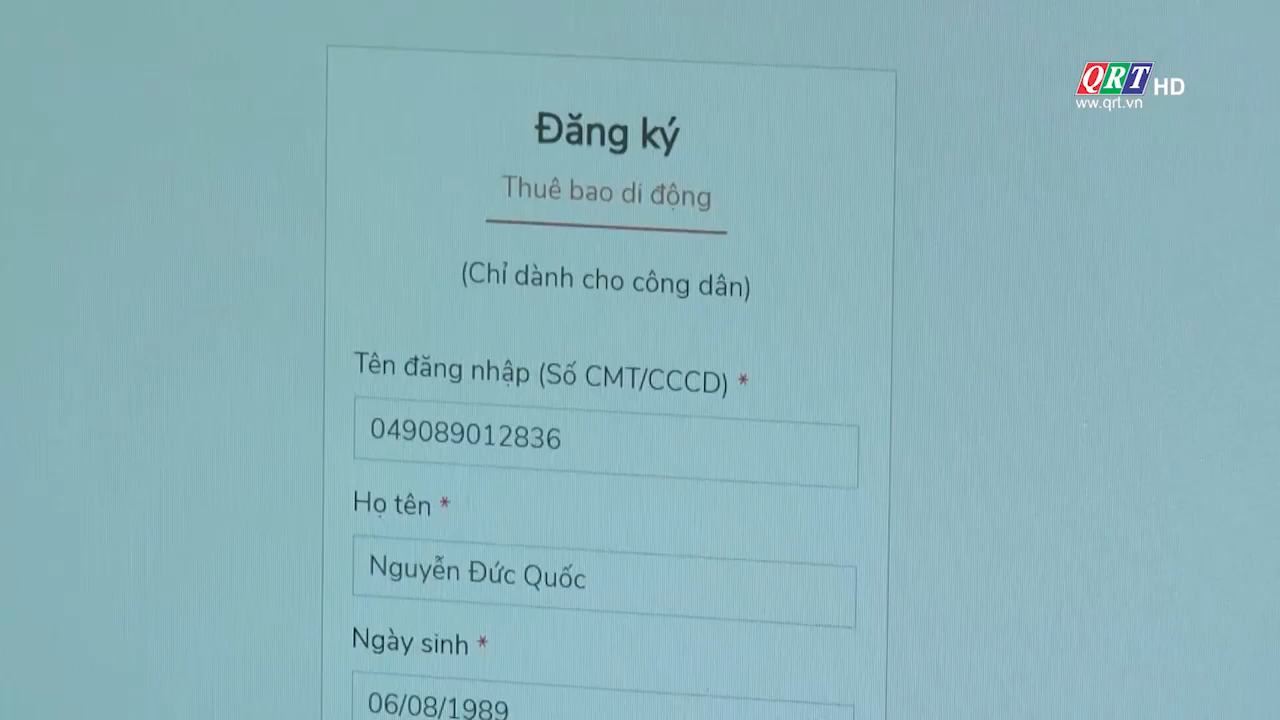 QRT HD
www.qrt.vn
Đăng ký
Thuê bao di động
(Chỉ dành cho công dân)
Tên đăng nhập (Số CMT/CCCD) *
049089012836
Họ tên *
Nguyễn Đức Quốc
Ngày sinh *
06/08/1989